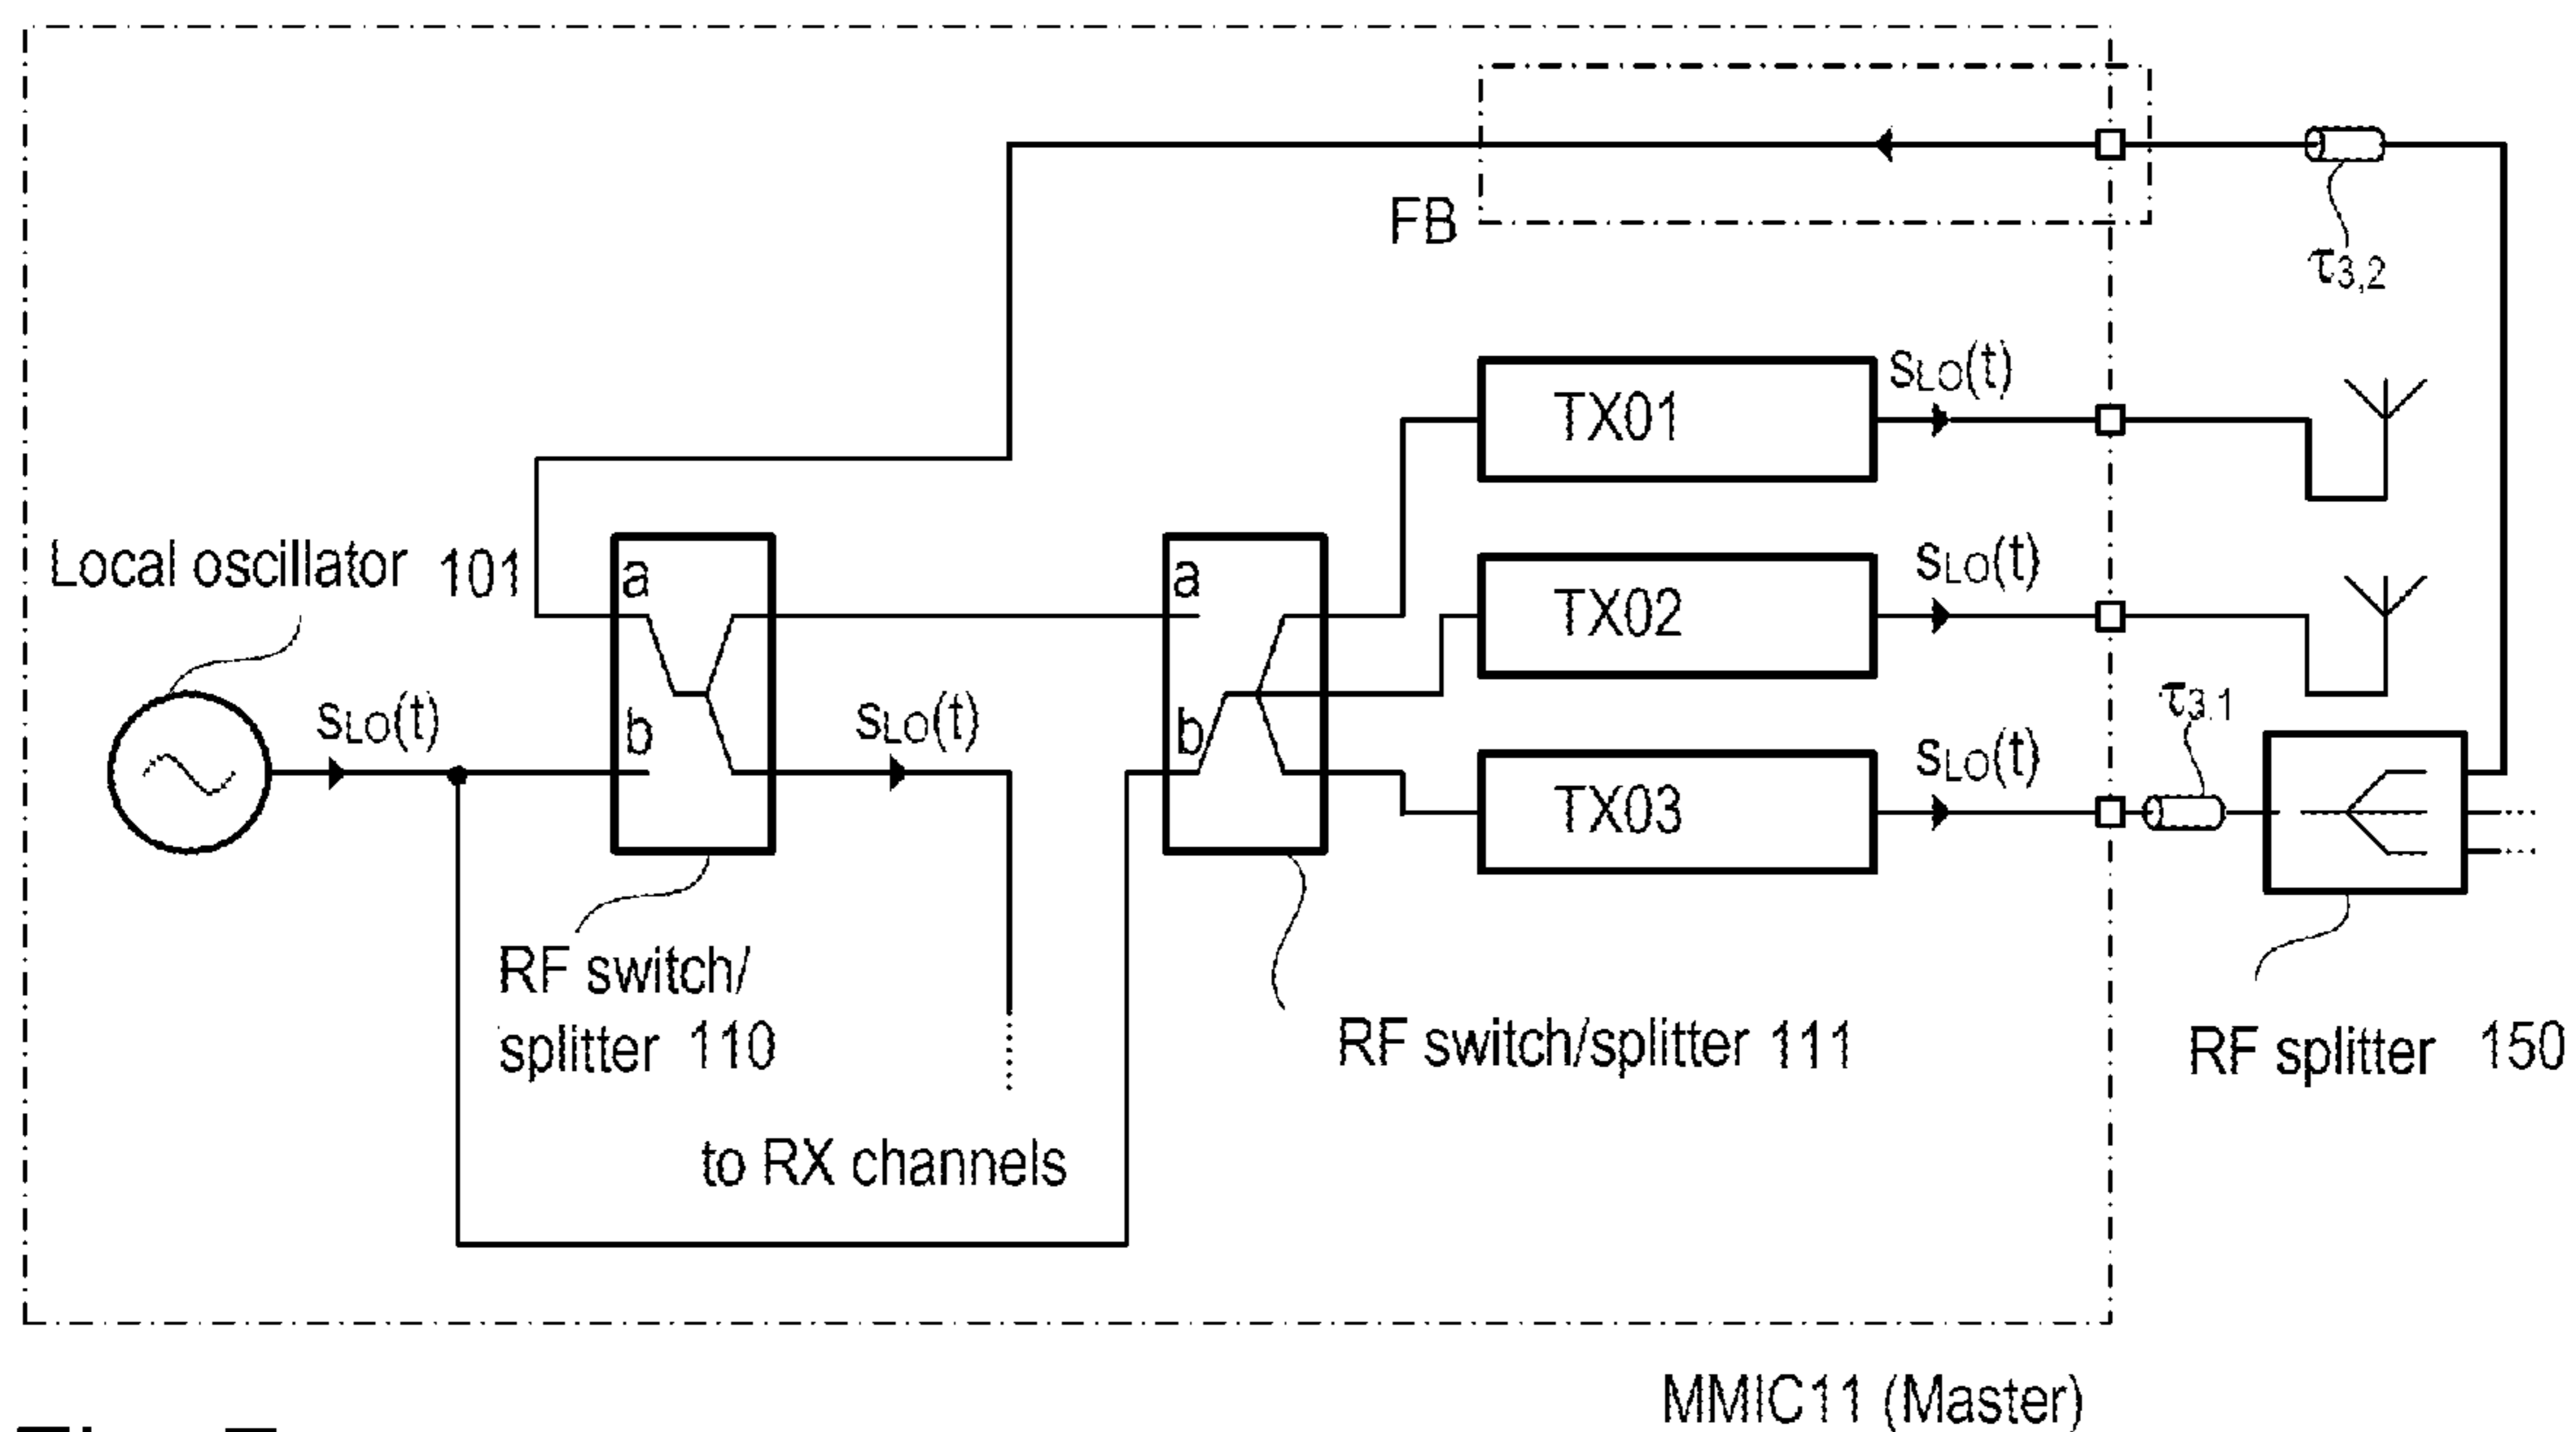 FB
τ3,2
sLO(t)
TX01
Local oscillator 101
a
a
sLO(t)
TX02
sLO(t)
b
sLO(t)
b
sLO(t)
TX03
τ3,1
RF switch/
splitter 110
RF switch/splitter 111
RF splitter 150
to RX channels
MMIC11 (Master)